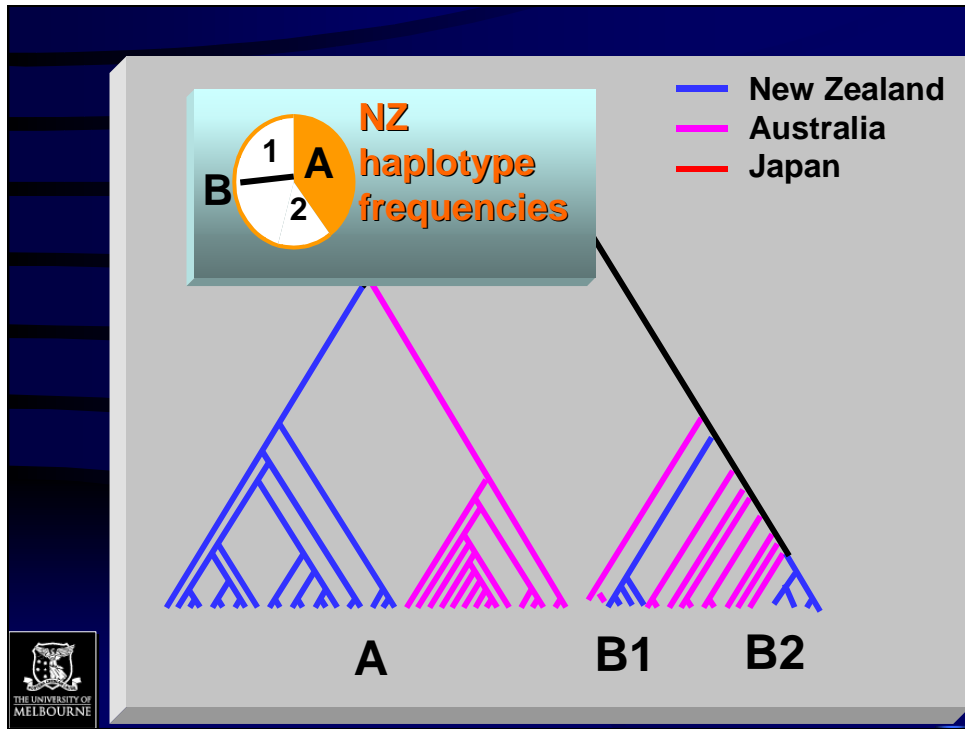 New Zealand
Australia
Japan
NZ
haplotype
frequencies
1
A
B
2
A
B1
B2
THE UNIVERSITY OF
MELBOURNE